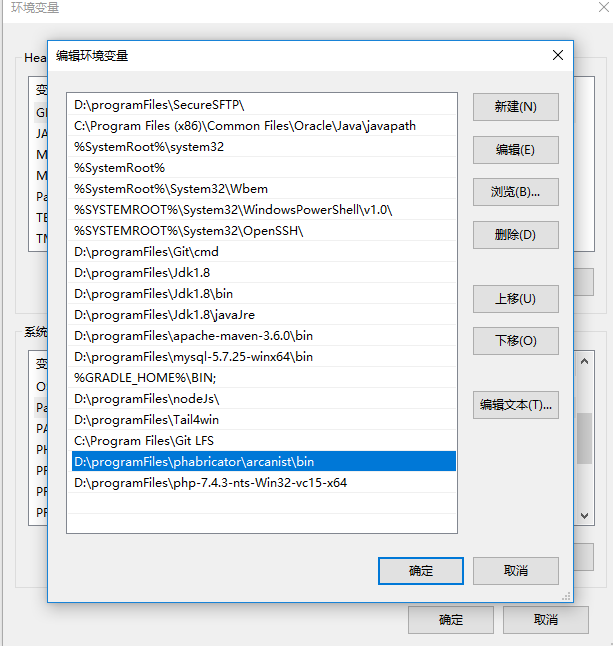 环境变量
编辑环境变量
Hea
变
GI
JA
M
M
Pa
TE
TM
系统
变
O
Pa
PA
PH
PF
PF
PF
D:\programFiles\SecureSFTP\
C:\Program Files (x86)\Common Files\Oracle\Java\javapath
%SystemRoot%\system32
%SystemRoot%
%SystemRoot%\System32\Wbem
%SYSTEMROOT%\System32\WindowsPowerShell\v1.0\
%SYSTEMROOT%\System32\OpenSSH\
D:\programFiles\Git\cmd
D:\programFiles\Jdk1.8
D:\programFiles\Jdk1.8\bin
D:\programFiles\Jdk1.8\javaJre
D:\programFiles\apache-maven-3.6.0\bin
D:\programFiles\mysql-5.7.25-winx64\bin
%GRADLE_HOME%\BIN;
D:\programFiles\nodeJs\
D:\programFiles\Tail4win
C:\Program Files\Git LFS
D:\programFiles\phabricator\arcanist\bin
D:\programFiles\php-7.4.3-nts-Win32-vc15-x64
新建(N)
编辑(E)
浏览(B)...
删除(D)
上移(U)
下移(O)
编辑文本(T)...
确定
取消
确定
取消